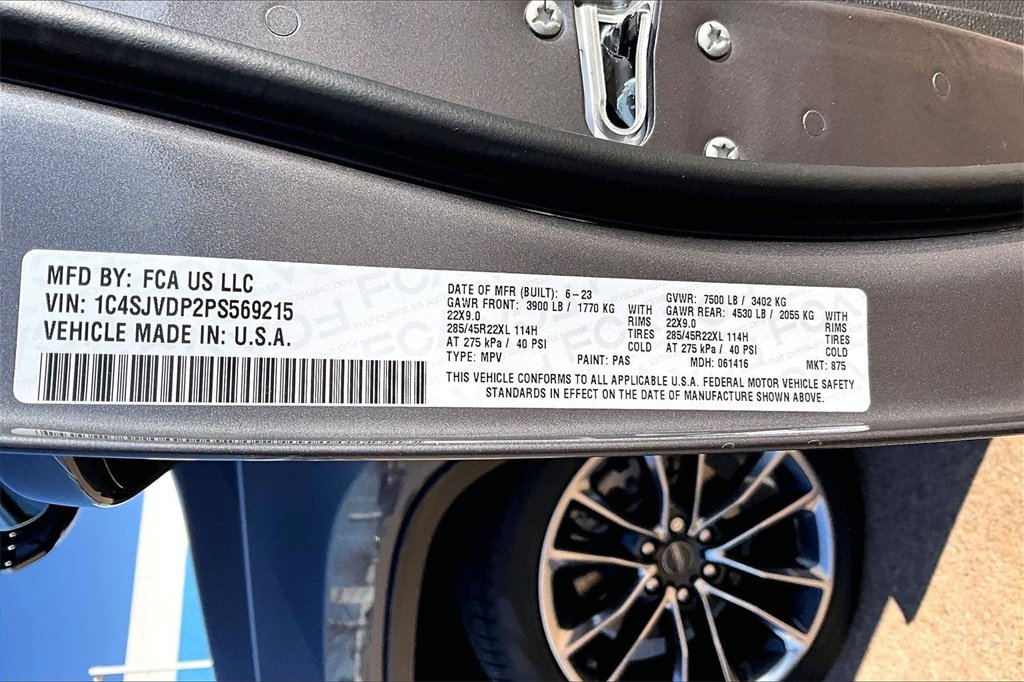 MFD BY: FCA US LLC
VIN: 1C4SJVDP2PS569215
VEHICLE MADE IN: U.S.A.
DATE OF MFR (BUILT): 6-23
GAWR FRONT: 3900 LB / 1770 KG WITH
22X9.0 RIMS
285/45R22XL 114H TIRES
AT 275 kPa / 40 PSI COLD
TYPE: MPV PAINT: PAS
GVWR: 7500 LB / 3402 KG
GAWR REAR: 4530 LB / 2055 KG WITH
22X9.0 RIMS
285/45R22XL 114H TIRES
AT 275 kPa / 40 PSI COLD
MDH: 061416 MKT: 875
THIS VEHICLE CONFORMS TO ALL APPLICABLE U.S.A. FEDERAL MOTOR VEHICLE SAFETY
STANDARDS IN EFFECT ON THE DATE OF MANUFACTURE SHOWN ABOVE.